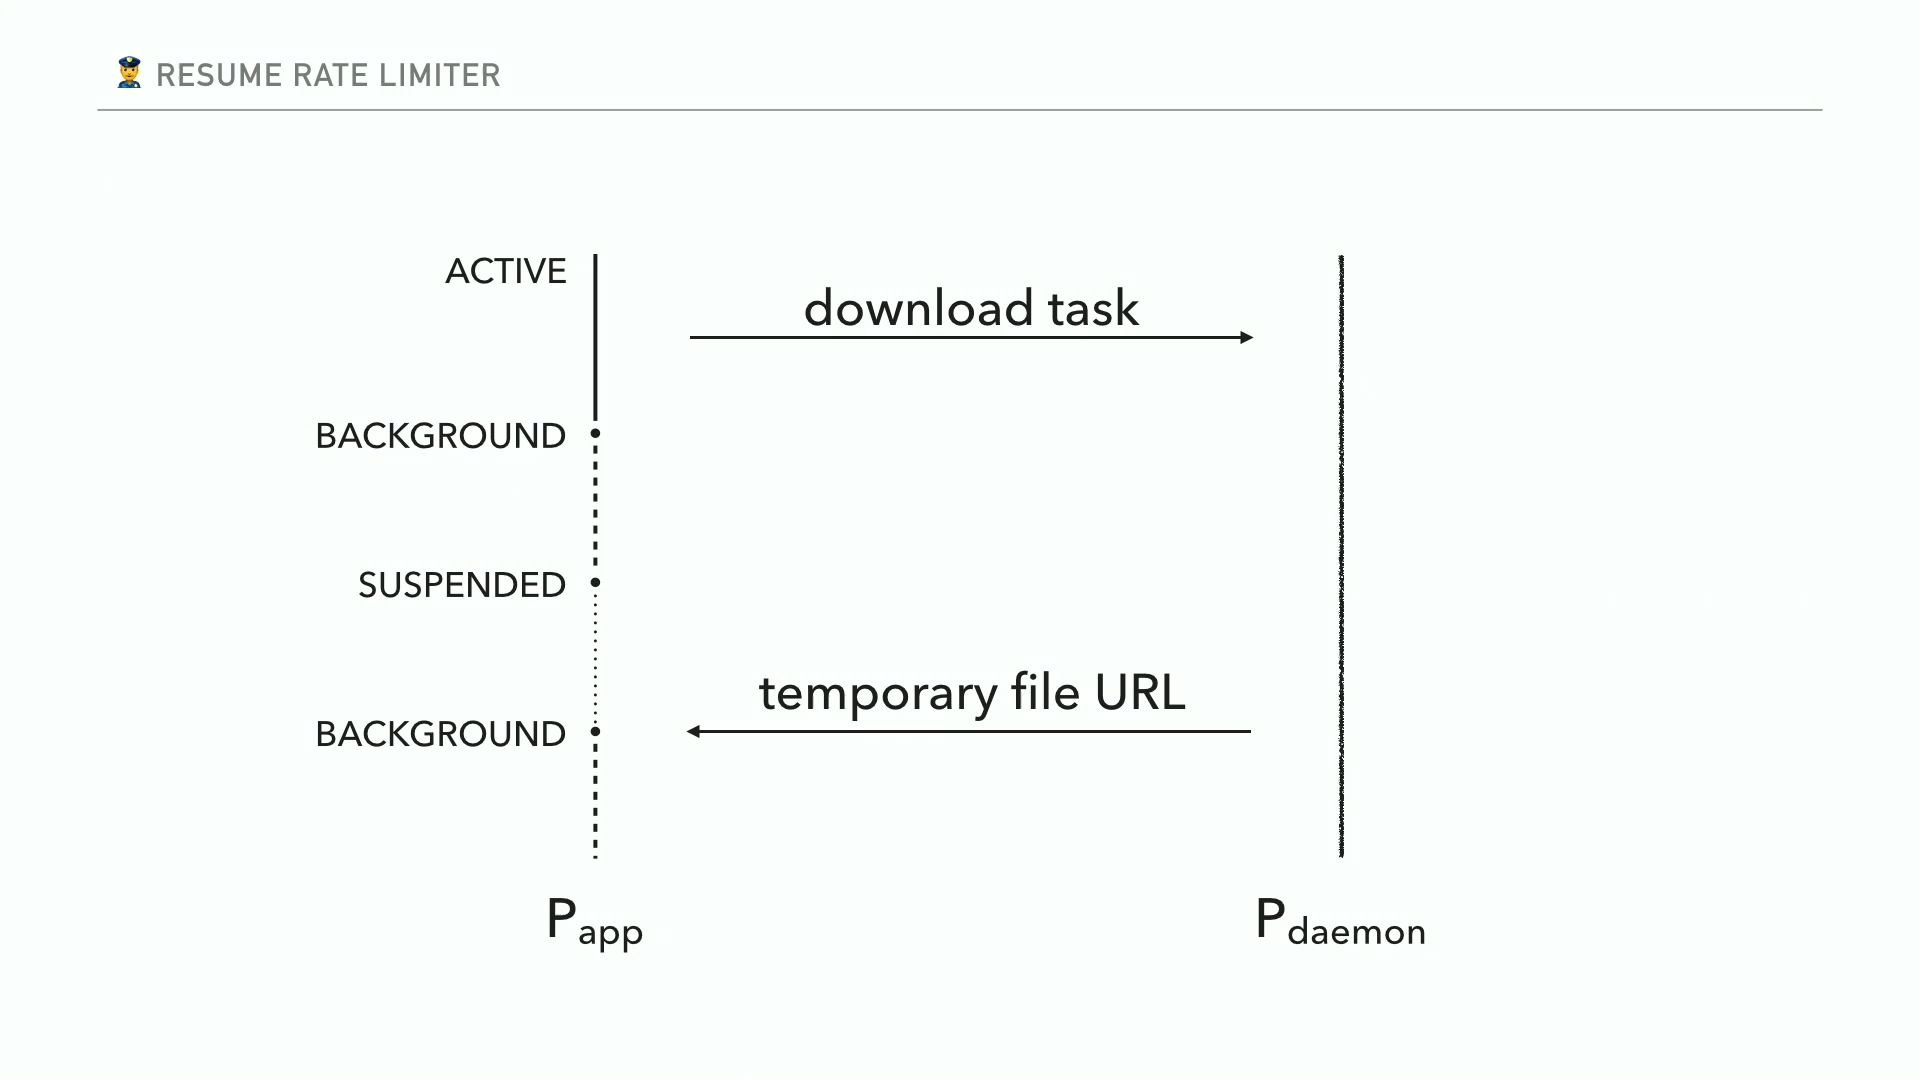 👮 RESUME RATE LIMITER
ACTIVE
download task
BACKGROUND
SUSPENDED
temporary file URL
BACKGROUND
Papp
Pdaemon